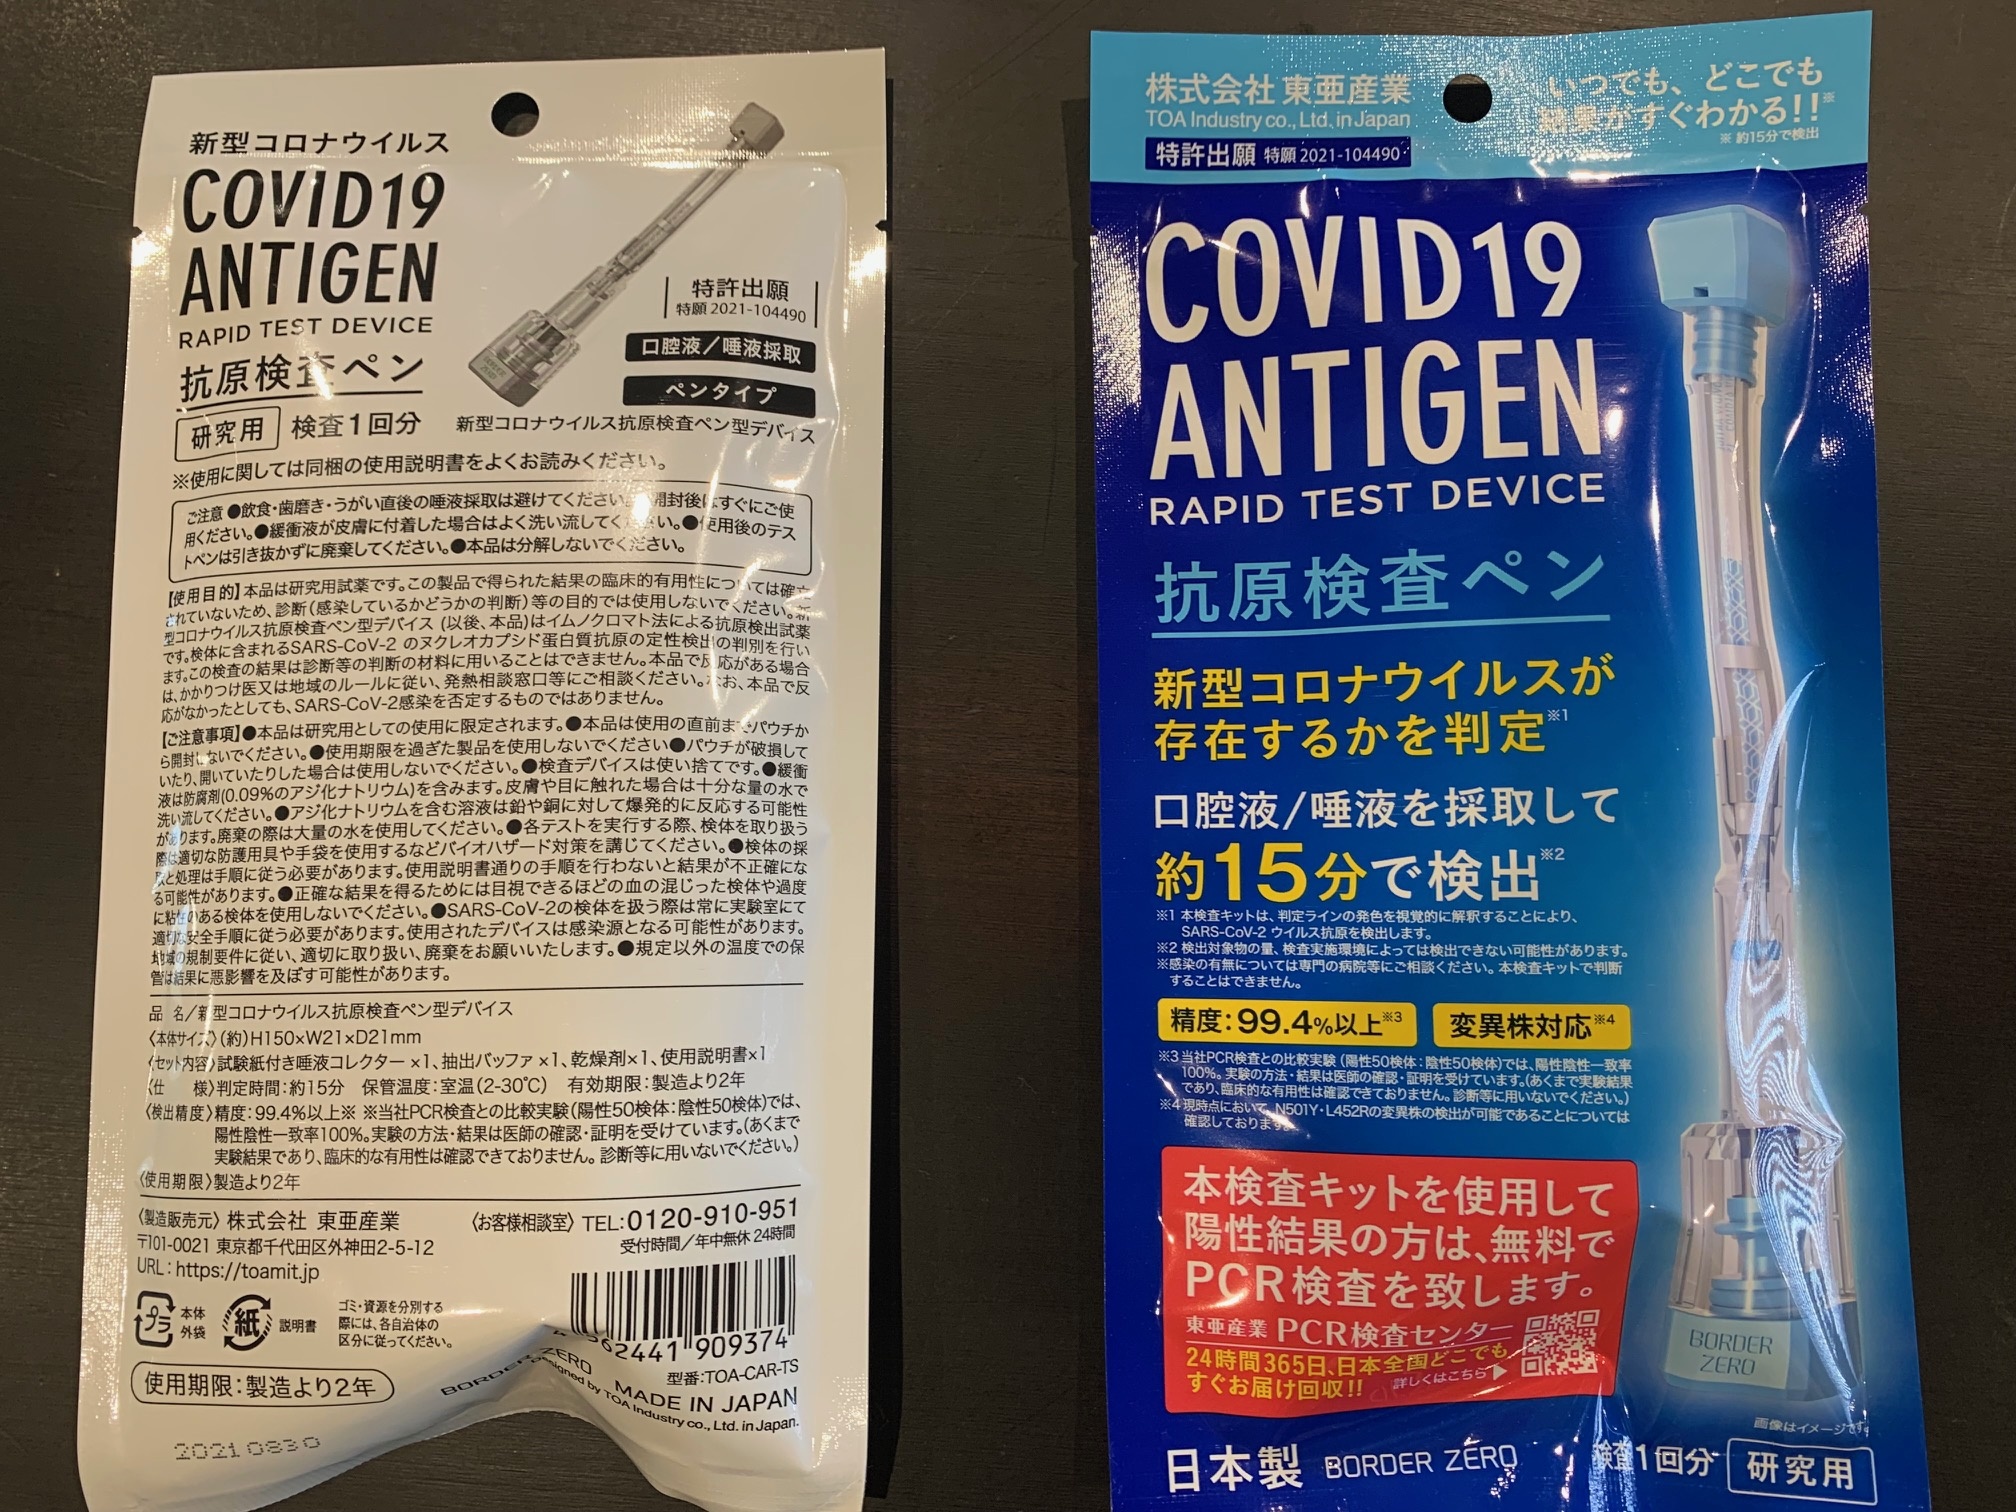 新型コロナウイルス
COVID19
ANTIGEN
RAPID TEST DEVICE
抗原検査ペン
研究用 検査1回分
特許出願
特願 2021-104490
口腔液/唾液採取
ペンタイプ
新型コロナウイルス抗原検査ペン型デバイス
※使用に関しては同梱の使用説明書をよくお読みください。
ご注意 ●飲食・歯磨き・うがい直後の唾液採取は避けてください。●開封後はすぐにご使
用ください。●緩衝液が皮膚に付着した場合はよく洗い流してください。●使用後のテス
トペンは引き抜かずに廃棄してください。●本品は分解しないでください。
【使用目的】本品は研究用試薬です。この製品で得られた結果の臨床的有用性については確立
されていないため、診断(感染しているかどうかの判断)等の目的では使用しないでください。新
型コロナウイルス抗原検査ペン型デバイス (以後、本品)はイムノクロマト法による抗原検出試薬
です。検体に含まれるSARS-CoV-2 のヌクレオカプシド蛋白質抗原の定性検出の判別を行い
ます。この検査の結果は診断等の判断の材料に用いることはできません。本品で反応がある場合
は、かかりつけ医又は地域のルールに従い、発熱相談窓口等にご相談ください。なお、本品で反
応がなかったとしても、SARS-CoV-2感染を否定するものではありません。
【ご注意事項】●本品は研究用としての使用に限定されます。●本品は使用の直前までパウチか
ら開封しないでください。●使用期限を過ぎた製品を使用しないでください●パウチが破損して
いたり、開いていたりした場合は使用しないでください。●検査デバイスは使い捨てです。●緩衝
液は防腐剤(0.09%のアジ化ナトリウム)を含みます。皮膚や目に触れた場合は十分な量の水で
洗い流してください。●アジ化ナトリウムを含む溶液は鉛や銅に対して爆発的に反応する可能性
があります。廃棄の際は大量の水を使用してください。●各テストを実行する際、検体を取り扱う
際は適切な防護用具や手袋を使用するなどバイオハザード対策を講じてください。●検体の採
取と処理は手順に従う必要があります。使用説明書通りの手順を行わないと結果が不正確にな
る可能性があります。●正確な結果を得るためには目視できるほどの血の混じった検体や過度
に粘性のある検体を使用しないでください。●SARS-CoV-2の検体を扱う際は常に実験室にて
適切な安全手順に従う必要があります。使用されたデバイスは感染源となる可能性があります。
地域の規制要件に従い、適切に取り扱い、廃棄をお願いいたします。●規定以外の温度での保
管は結果に悪影響を及ぼす可能性があります。
品 名/新型コロナウイルス抗原検査ペン型デバイス
〈本体サイズ〉(約)H150×W21×D21mm
〈セット内容〉試験紙付き唾液コレクター ×1、抽出バッファ ×1、乾燥剤×1、使用説明書×1
〈仕 様〉判定時間:約15分 保管温度:室温(2-30℃) 有効期限:製造より2年
〈検出精度〉精度:99.4%以上※ ※当社PCR検査との比較実験(陽性50検体:陰性50検体)では、
陽性陰性一致率100%。実験の方法・結果は医師の確認・証明を受けています。(あくまで
実験結果であり、臨床的な有用性は確認できておりません。診断等に用いないでください。)
〈使用期限〉製造より2年
〈製造販売元〉株式会社 東亜産業
〒101-0021 東京都千代田区外神田2-5-12
URL:https://toamit.jp
〈お客様相談室〉TEL:0120-910-951
受付時間/年中無休 24時間
プラ 本体
外袋
紙 説明書
ゴミ・資源を分別する
際には、各自治体の
区分に従ってください。
62441 909374
型番:TOA-CAR-TS
使用期限:製造より2年
BORDER ZERO MADE IN JAPAN
Designed by TOA Industry co., Ltd. in Japan.
20210830
株式会社 東亜産業
TOA Industry co., Ltd. in Japan
特許出願 特願 2021-104490
いつでも、どこでも
結果がすぐわかる!!※
※ 約15分で検出
COVID19
ANTIGEN
RAPID TEST DEVICE
抗原検査ペン
新型コロナウイルスが
存在するかを判定※1
口腔液/唾液を採取して
約15分で検出※2
※1 本検査キットは、判定ラインの発色を視覚的に解釈することにより、
SARS-CoV-2 ウイルス抗原を検出します。
※2 検出対象物の量、検査実施環境によっては検出できない可能性があります。
※感染の有無については専門の病院等にご相談ください。本検査キットで判断
することはできません。
精度:99.4%以上※3 変異株対応※4
※3 当社PCR検査との比較実験 (陽性50検体:陰性50検体)では、陽性陰性一致率
100%。実験の方法・結果は医師の確認・証明を受けています。(あくまで実験結果
であり、臨床的な有用性は確認できておりません。診断等に用いないでください。)
※4 現時点において、N501Y・L452Rの変異株の検出が可能であることについては
確認しております。
本検査キットを使用して
陽性結果の方は、無料で
PCR検査を致します。
東亜産業 PCR検査センター
24時間365日、日本全国どこでも
すぐお届け回収!! 詳しくはこちら▶
BORDER
ZERO
画像はイメージです。
日本製 BORDER ZERO 検査1回分 研究用